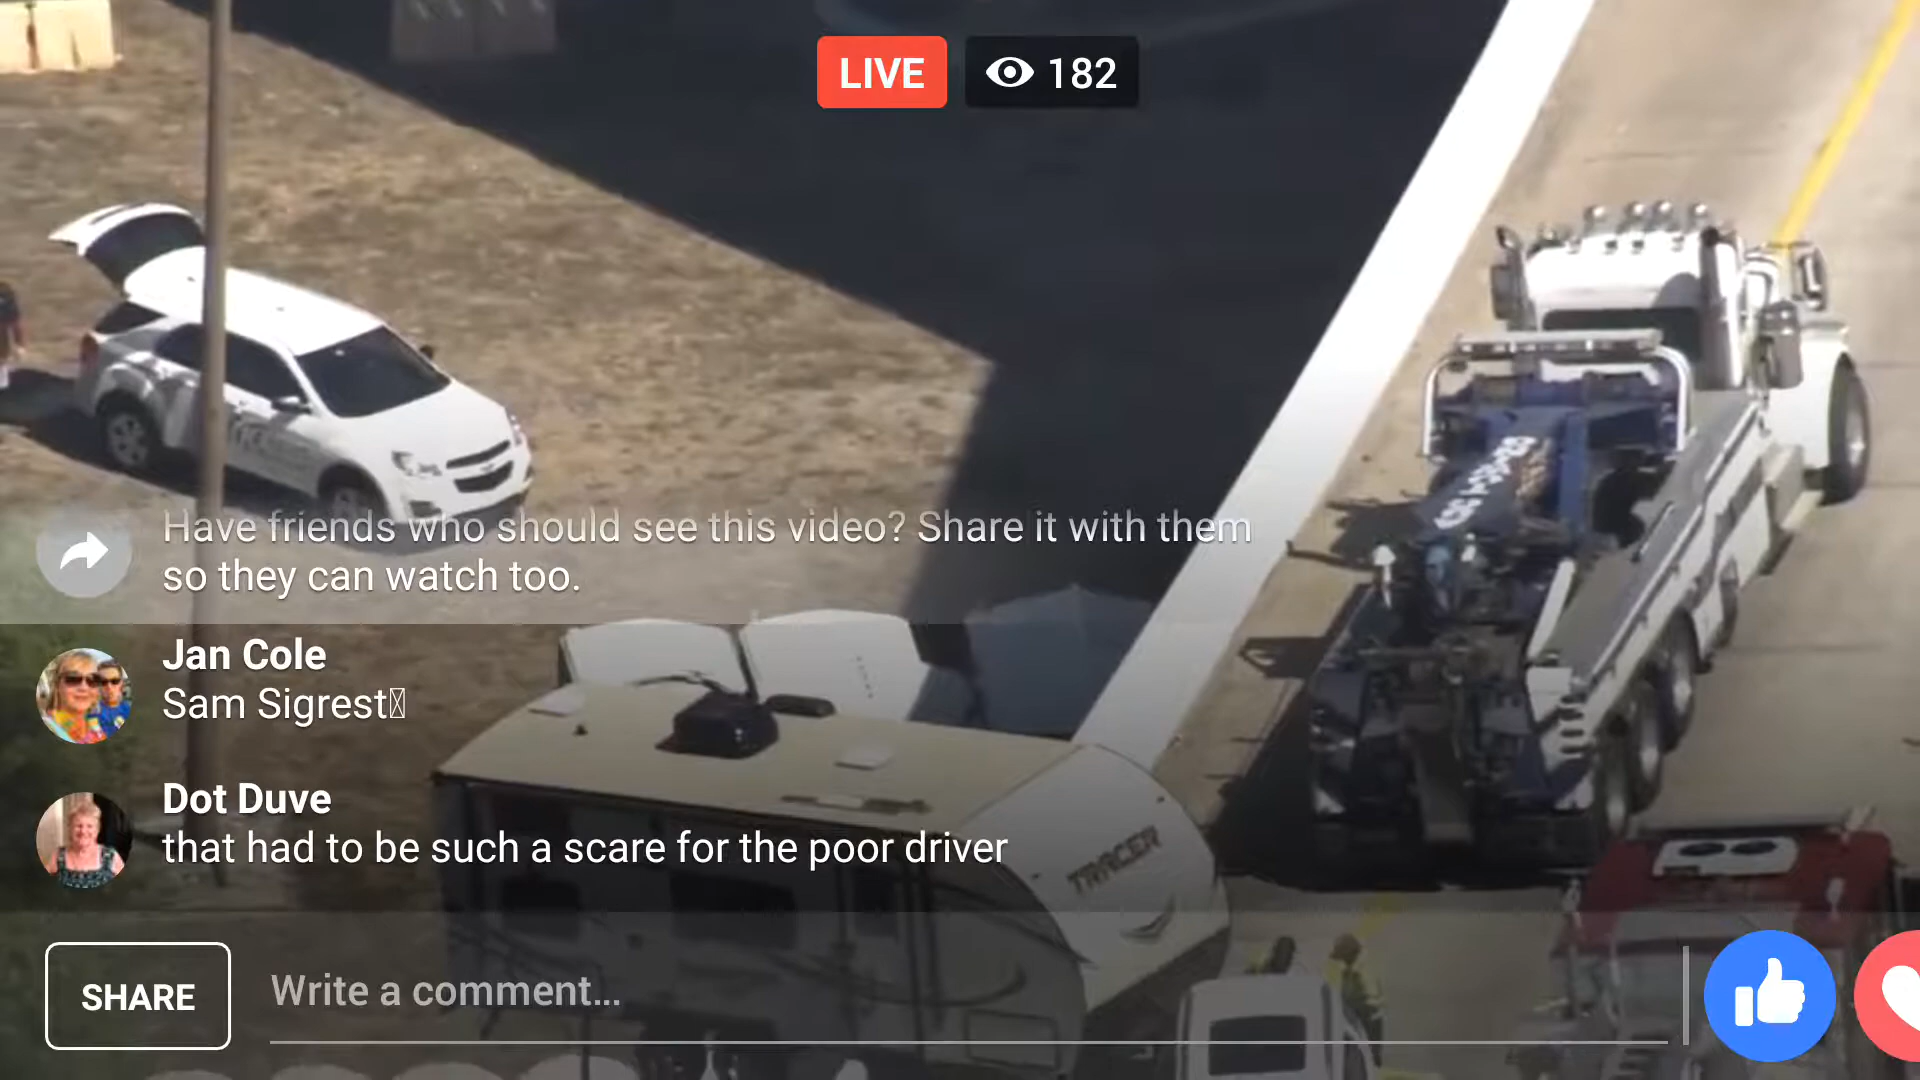 LIVE
182
Have friends who should see this video? Share it with them
so they can watch too.
Jan Cole
Sam Sigrest
Dot Duve
that had to be such a scare for the poor driver
TRACER
SHARE
Write a comment...